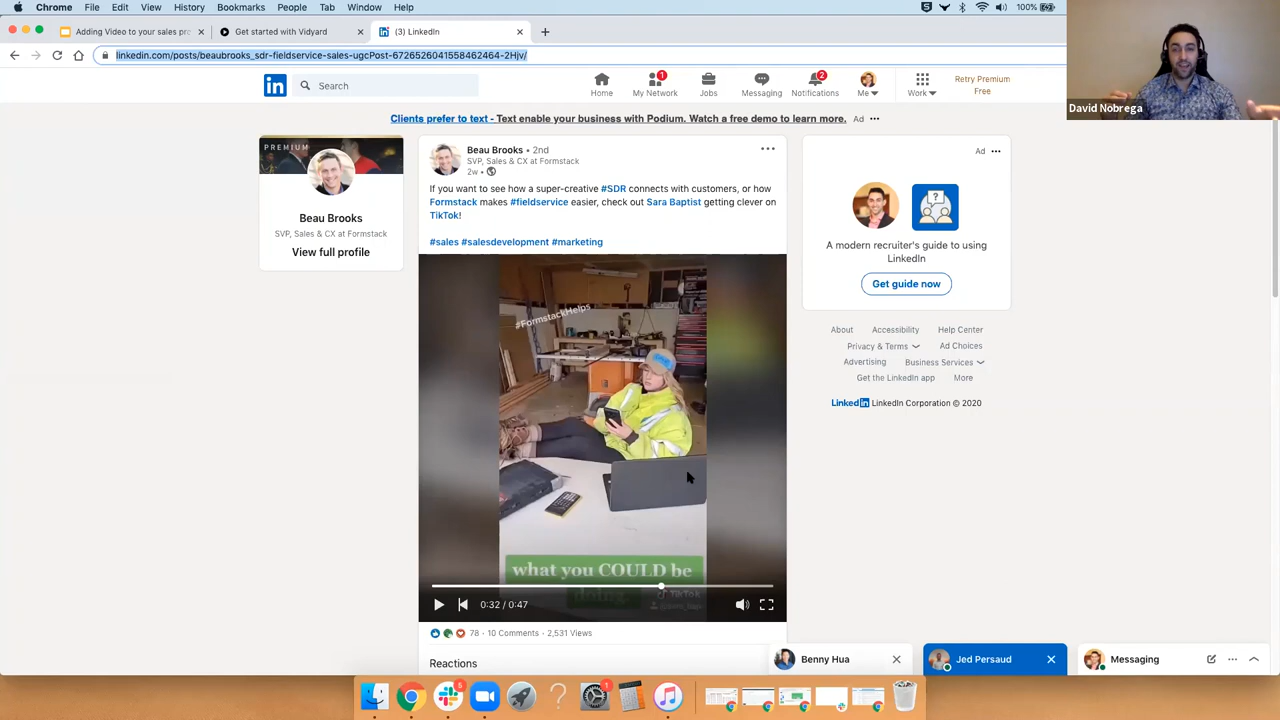 Chrome File Edit View History Bookmarks People Tab Window Help 100%
Adding Video to your sales pr
Get started with Vidyard
(3) LinkedIn
linkedin.com/posts/beaubrooks_sdr-fieldservice-sales-ugcPost-6726526041558462464-2Hjv/
in
Search
Home
1
My Network
Jobs
Messaging
2
Notifications
Me
Work
Retry Premium
Free
David Nobrega
Clients prefer to text - Text enable your business with Podium. Watch a free demo to learn more. Ad
PREMIUM
Beau Brooks
SVP, Sales & CX at Formstack
View full profile
Beau Brooks • 2nd
SVP, Sales & CX at Formstack
2w •
If you want to see how a super-creative #SDR connects with customers, or how
Formstack makes #fieldservice easier, check out Sara Baptist getting clever on
TikTok!
#sales #salesdevelopment #marketing
#FormstackHelps
what you COULD be
doing.
TikTok
0:32 / 0:47
78 · 10 Comments · 2,531 Views
Reactions
Ad
A modern recruiter's guide to using
LinkedIn
Get guide now
About Accessibility Help Center
Privacy & Terms Ad Choices
Advertising Business Services
Get the LinkedIn app More
LinkedIn LinkedIn Corporation © 2020
Benny Hua
Jed Persaud
Messaging
5
1